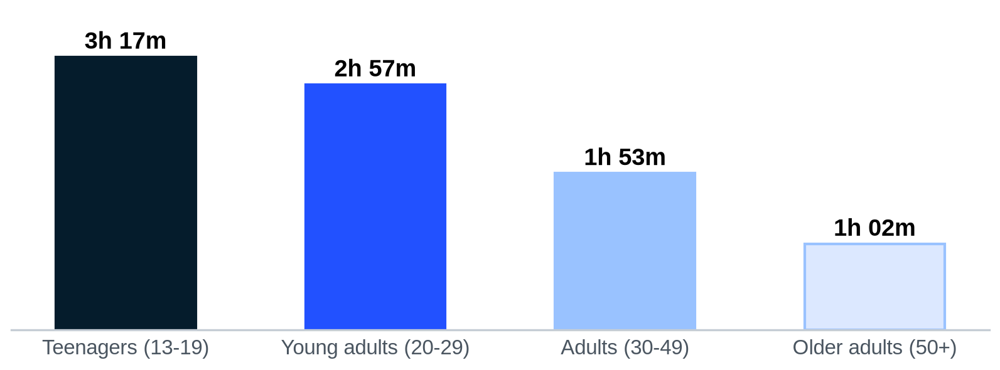 3h 17m
2h 57m
1h 53m
1h 02m
Teenagers (13-19)
Young adults (20-29)
Adults (30-49)
Older adults (50+)